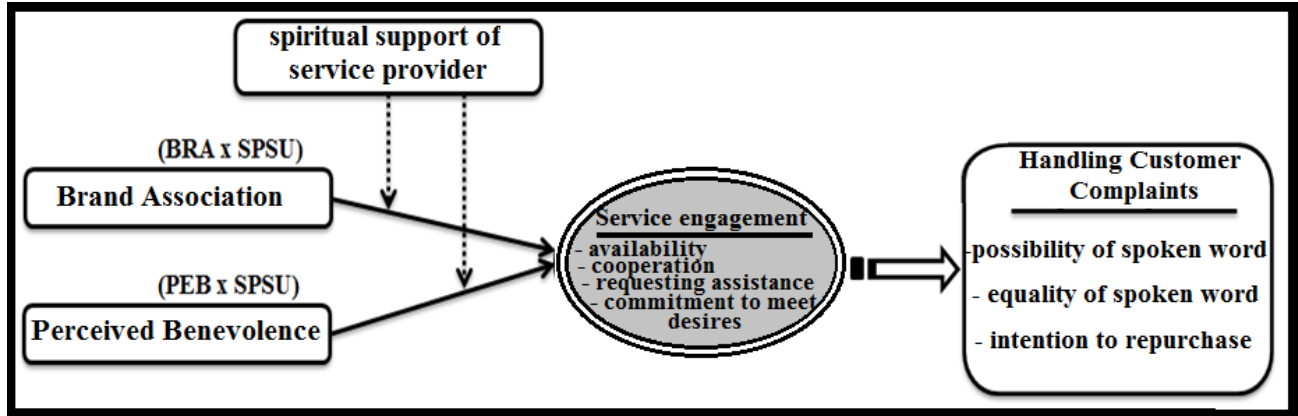 spiritual support of
service provider
(BRA x SPSU)
Brand Association
(PEB x SPSU)
Perceived Benevolence
Service engagement
- availability
- cooperation
- requesting assistance
- commitment to meet
desires
Handling Customer
Complaints
-possibility of spoken word
- equality of spoken word
- intention to repurchase